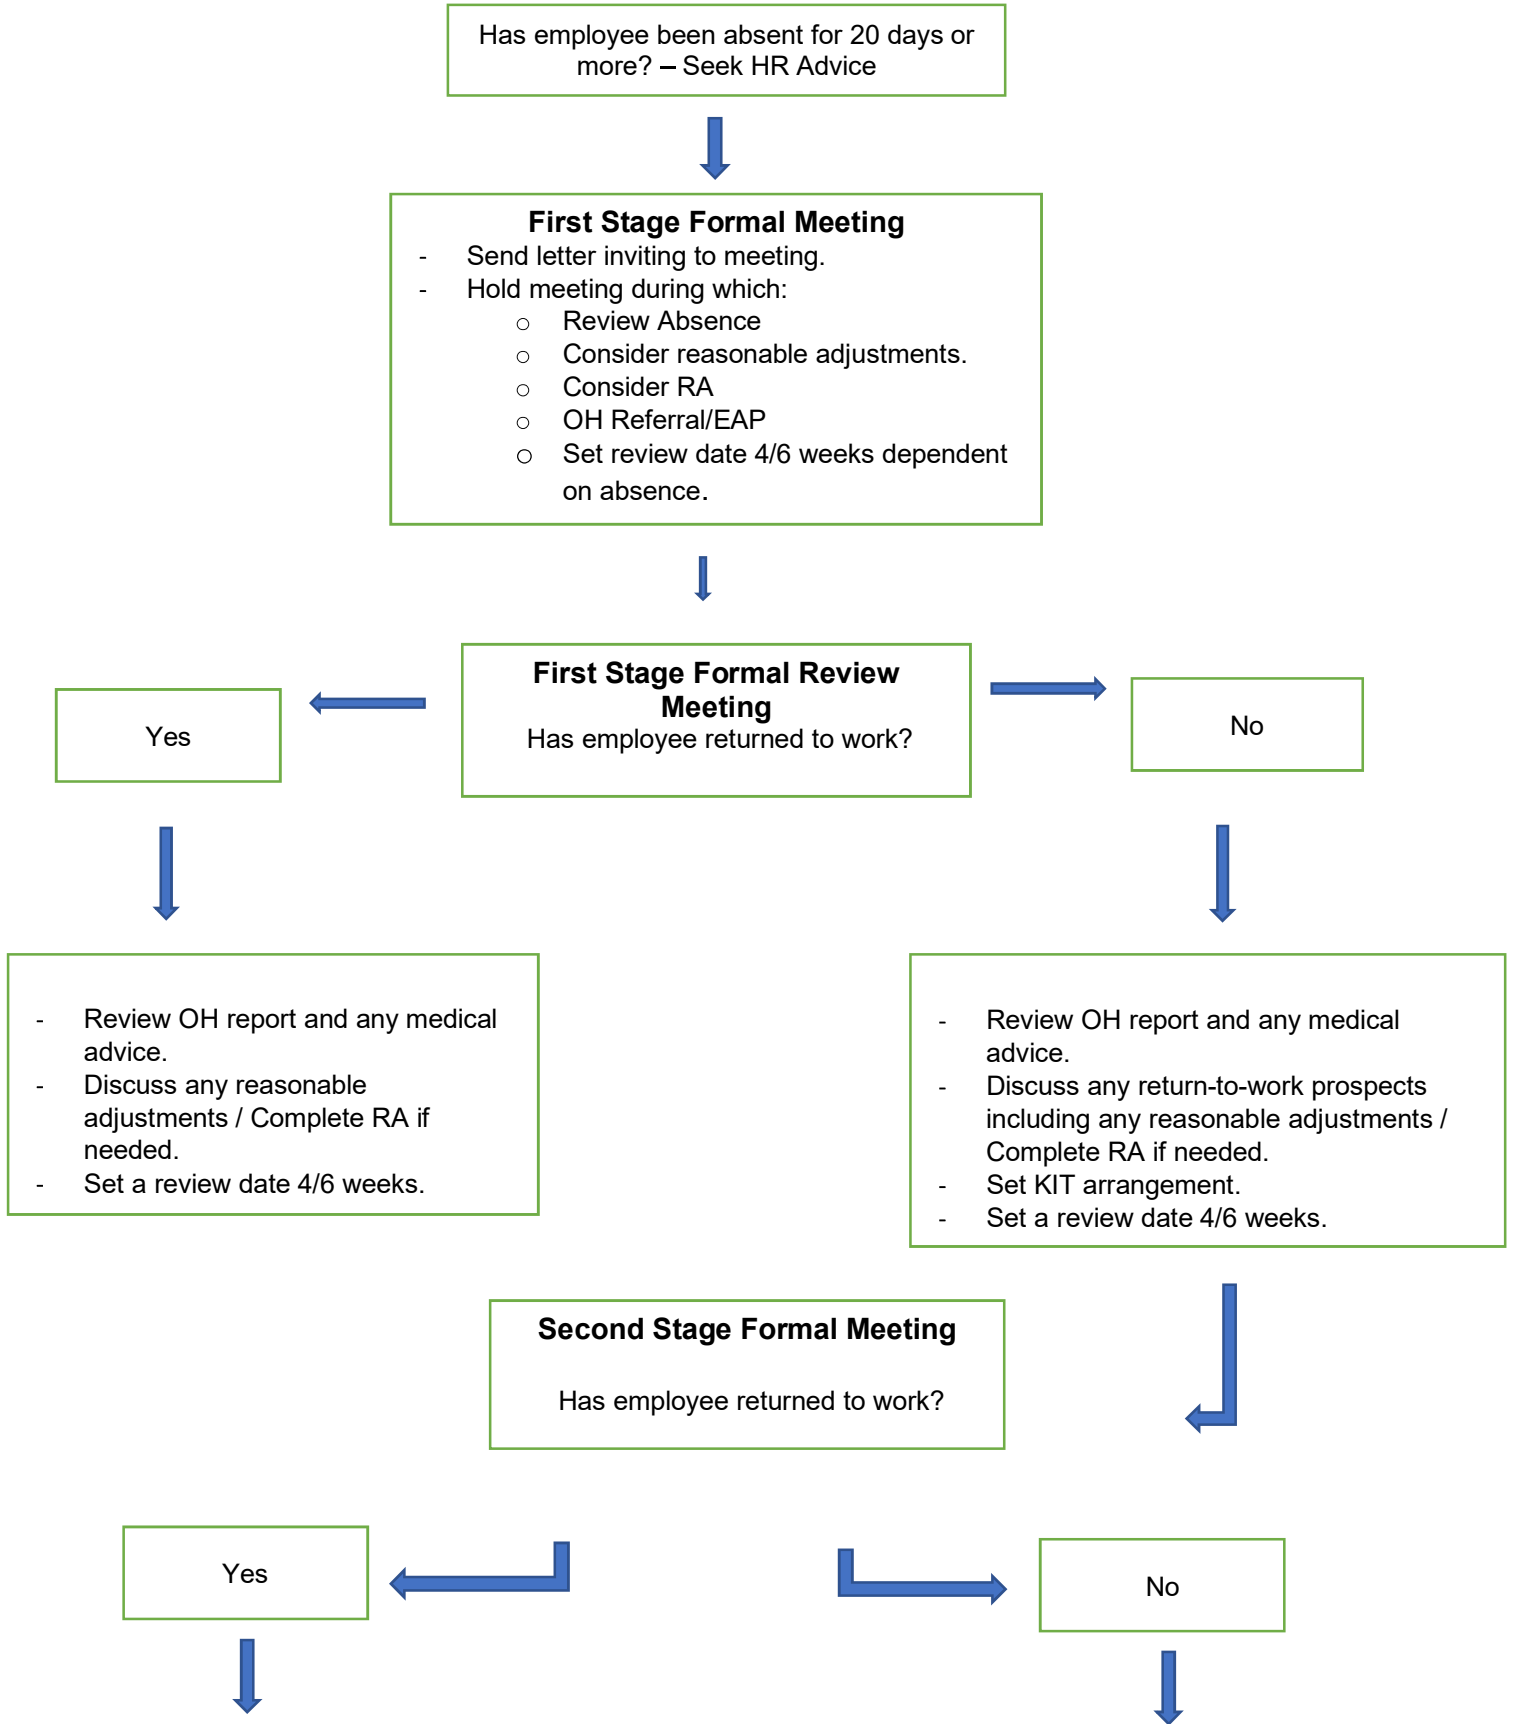 Has employee been absent for 20 days or
more? – Seek HR Advice
First Stage Formal Meeting
- Send letter inviting to meeting.
- Hold meeting during which:
o Review Absence
o Consider reasonable adjustments.
o Consider RA
o OH Referral/EAP
o Set review date 4/6 weeks dependent
on absence.
First Stage Formal Review
Meeting
Has employee returned to work?
Yes
No
- Review OH report and any medical
advice.
- Discuss any reasonable
adjustments / Complete RA if
needed.
- Set a review date 4/6 weeks.
- Review OH report and any medical
advice.
- Discuss any return-to-work prospects
including any reasonable adjustments /
Complete RA if needed.
- Set KIT arrangement.
- Set a review date 4/6 weeks.
Second Stage Formal Meeting
Has employee returned to work?
Yes
No